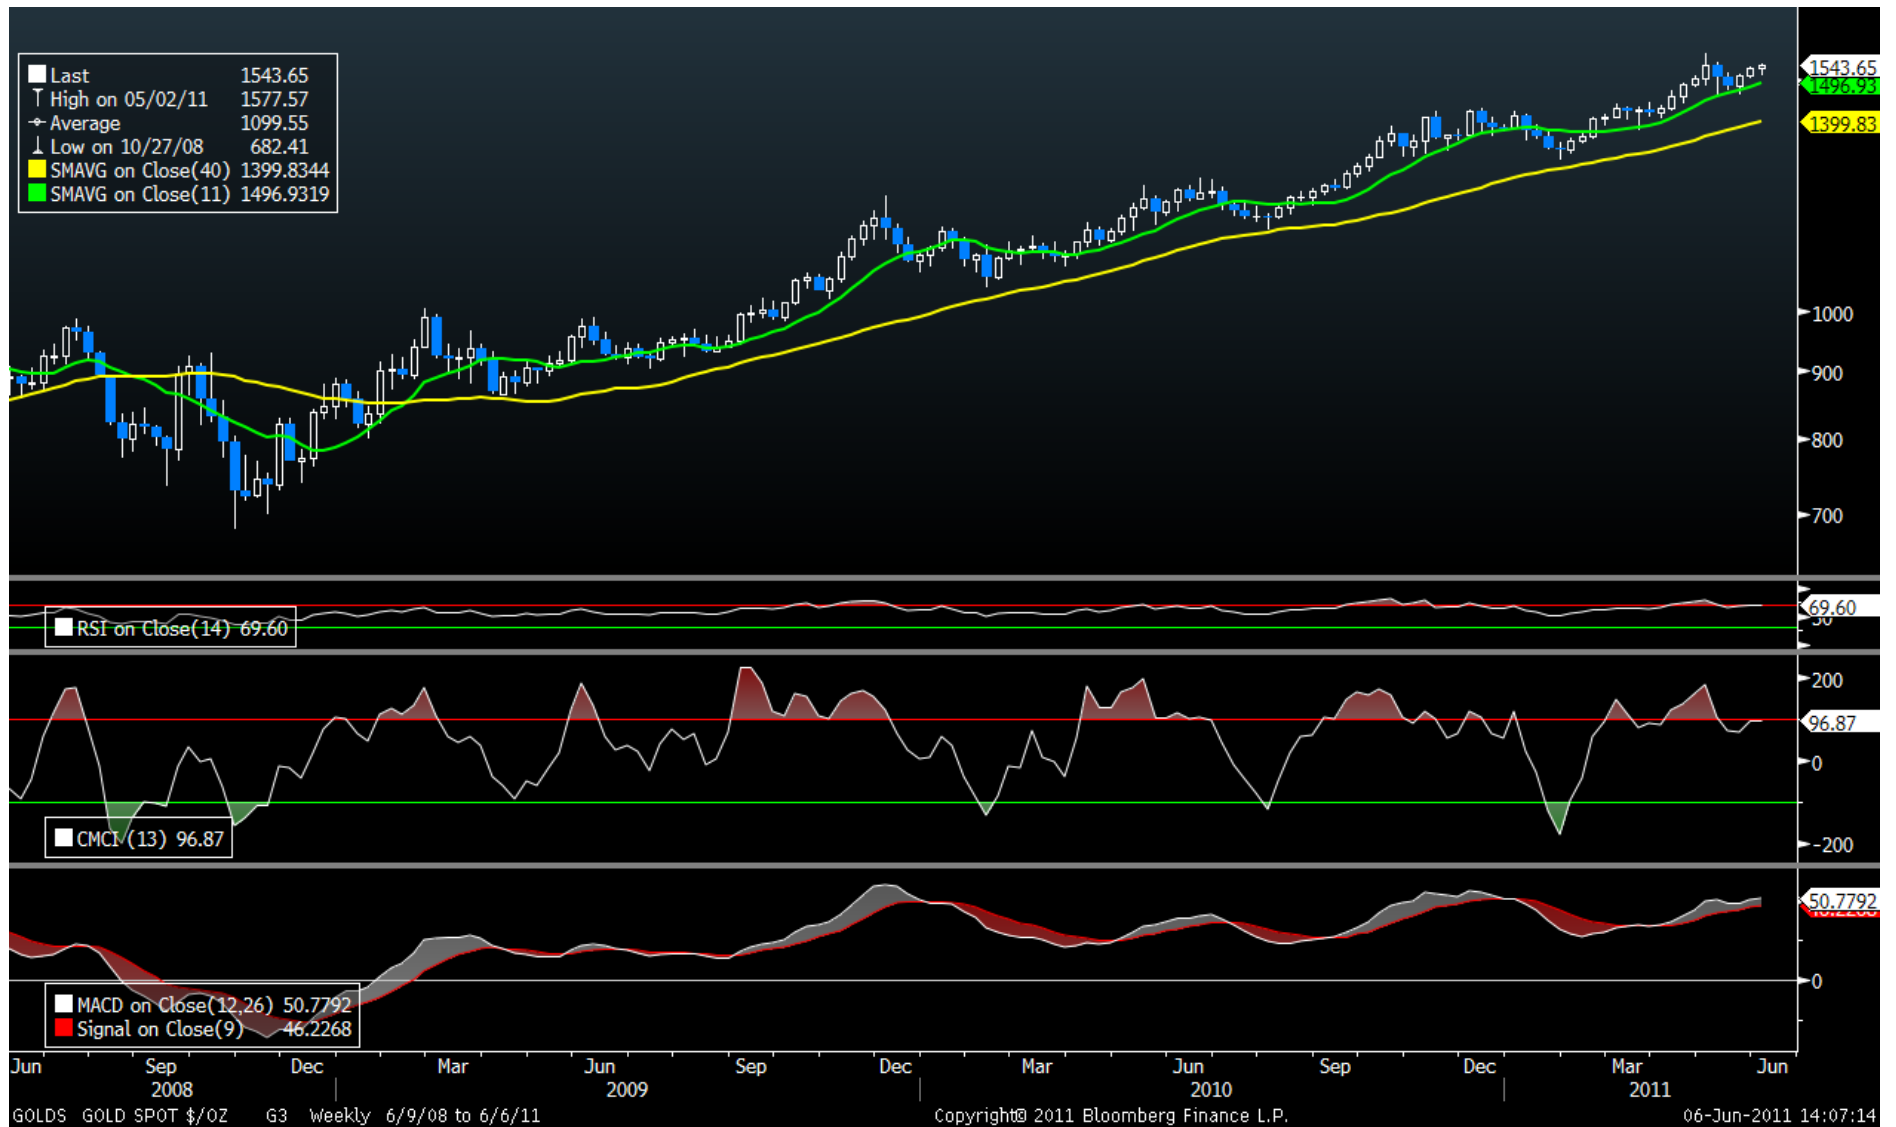 Last 1543.65
High on 05/02/11 1577.57
Average 1099.55
Low on 10/27/08 682.41
SMAVG on Close(40) 1399.8344
SMAVG on Close(11) 1496.9319
1543.65
1496.93
1399.83
1000
900
800
700
RSI on Close(14) 69.60
69.60
50
200
96.87
0
-200
CMCI (13) 96.87
50.7792
46.2268
0
MACD on Close(12,26) 50.7792
Signal on Close(9) 46.2268
Jun Sep Dec Mar Jun Sep Dec Mar Jun Sep Dec Mar Jun
2008 2009 2010 2011
GOLDS GOLD SPOT $/OZ G3 Weekly 6/9/08 to 6/6/11 Copyright© 2011 Bloomberg Finance L.P. 06-Jun-2011 14:07:14